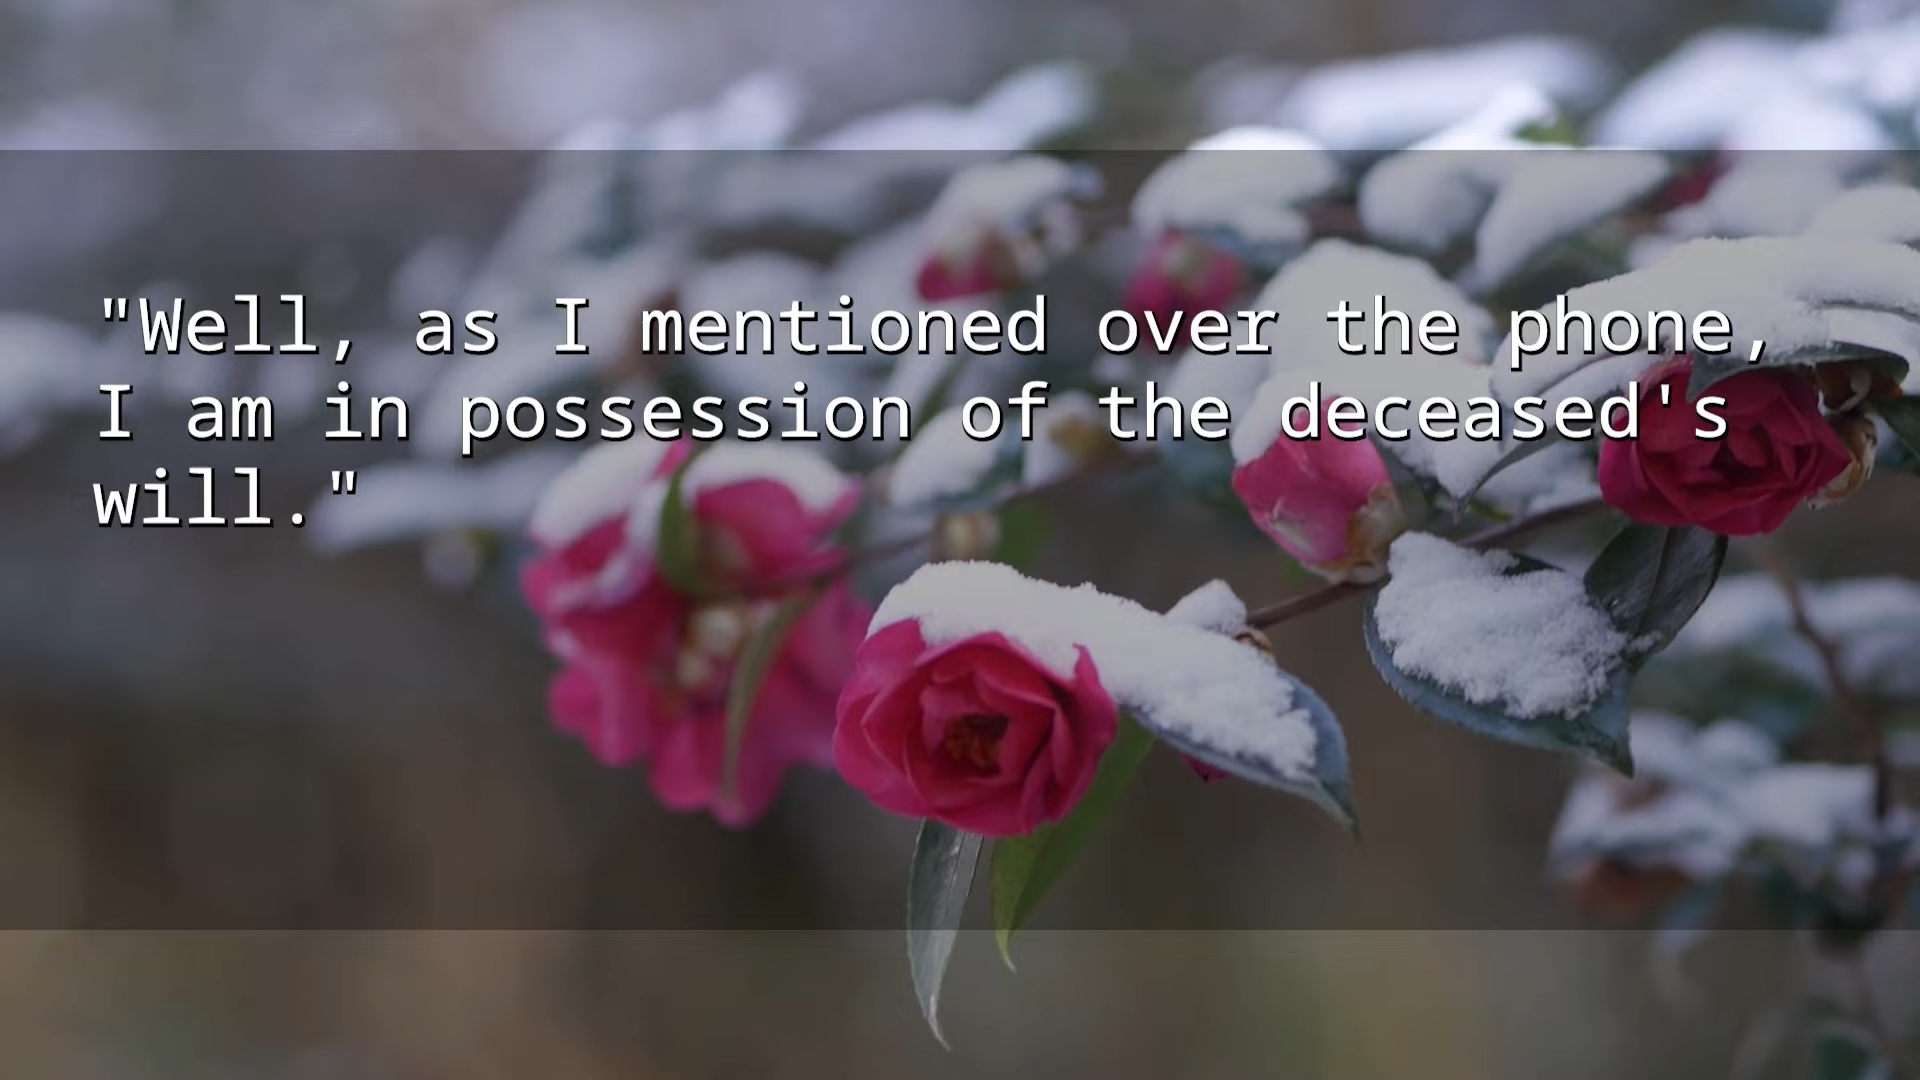 "Well, as I mentioned over the phone,
I am in possession of the deceased's
will."